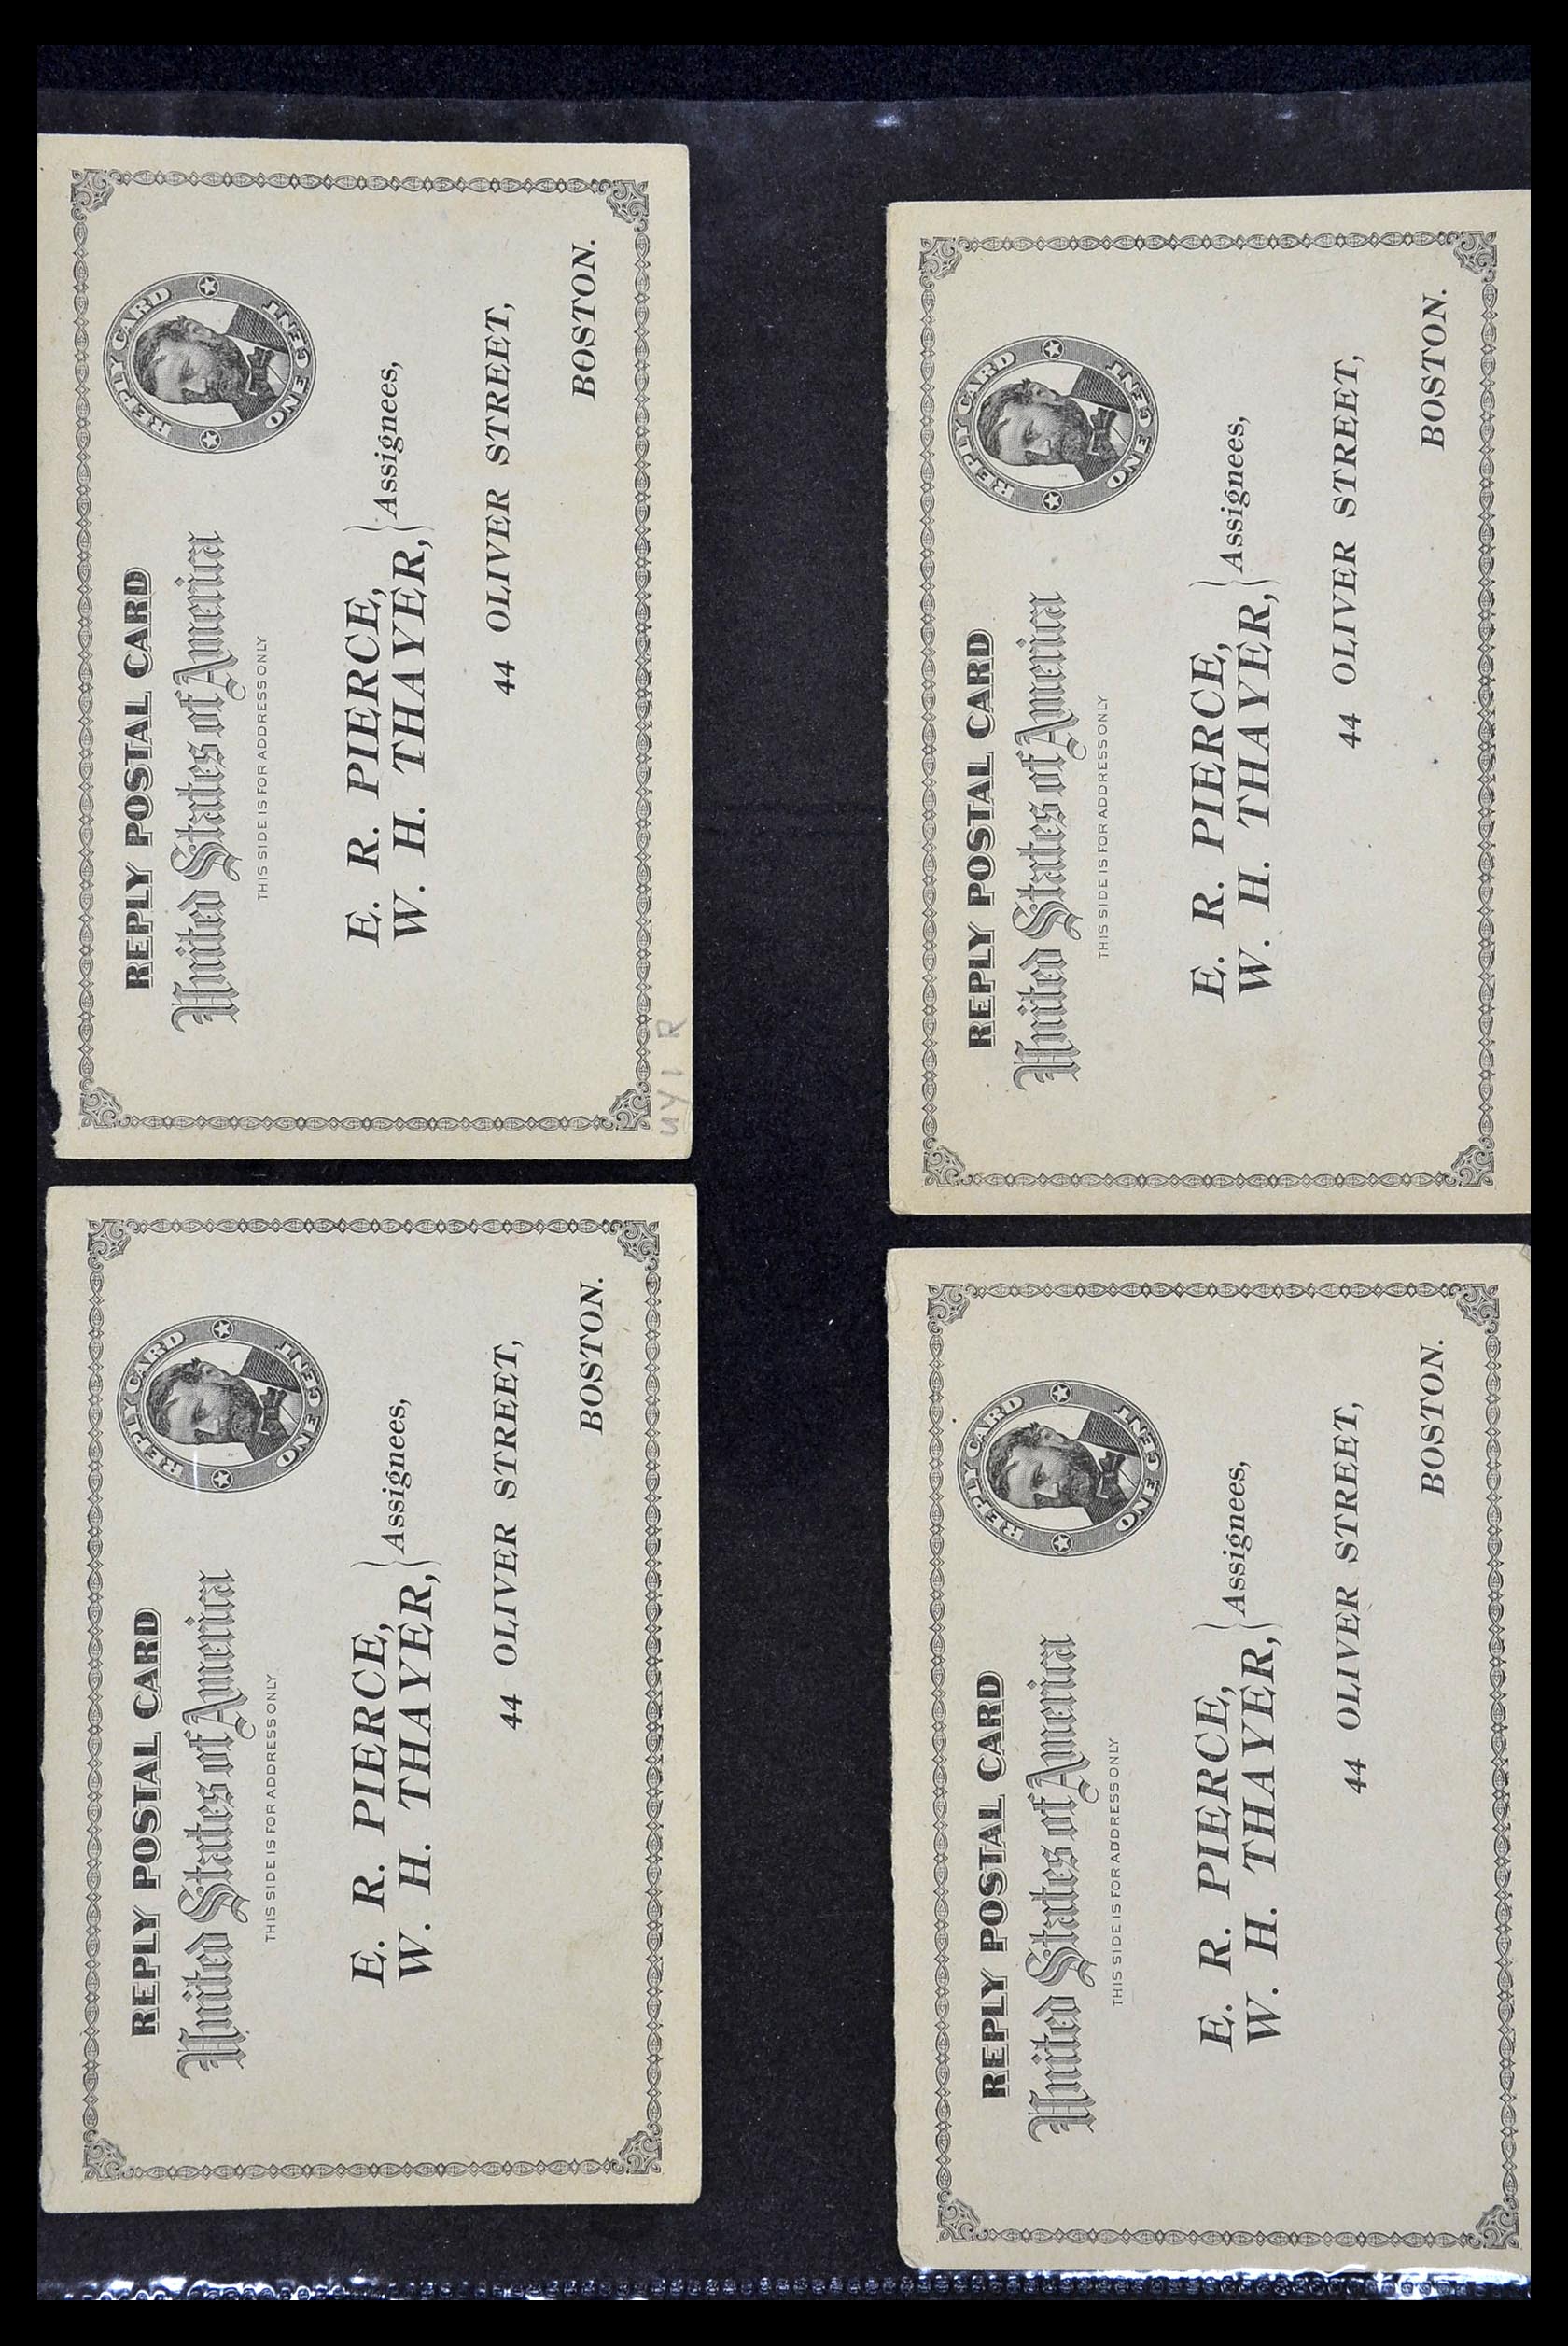 REPLY POSTAL CARD
United States of America
THIS SIDE IS FOR ADDRESS ONLY
REPLY CARD
ONE CENT
E. R. PIERCE,
W. H. THAYER,
} Assignees,
44 OLIVER STREET,
BOSTON.
UY1R
REPLY POSTAL CARD
United States of America
THIS SIDE IS FOR ADDRESS ONLY
REPLY CARD
ONE CENT
E. R. PIERCE,
W. H. THAYER,
} Assignees,
44 OLIVER STREET,
BOSTON.
REPLY POSTAL CARD
United States of America
THIS SIDE IS FOR ADDRESS ONLY
REPLY CARD
ONE CENT
E. R. PIERCE,
W. H. THAYER,
} Assignees,
44 OLIVER STREET,
BOSTON.
REPLY POSTAL CARD
United States of America
THIS SIDE IS FOR ADDRESS ONLY
REPLY CARD
ONE CENT
E. R. PIERCE,
W. H. THAYER,
} Assignees,
44 OLIVER STREET,
BOSTON.